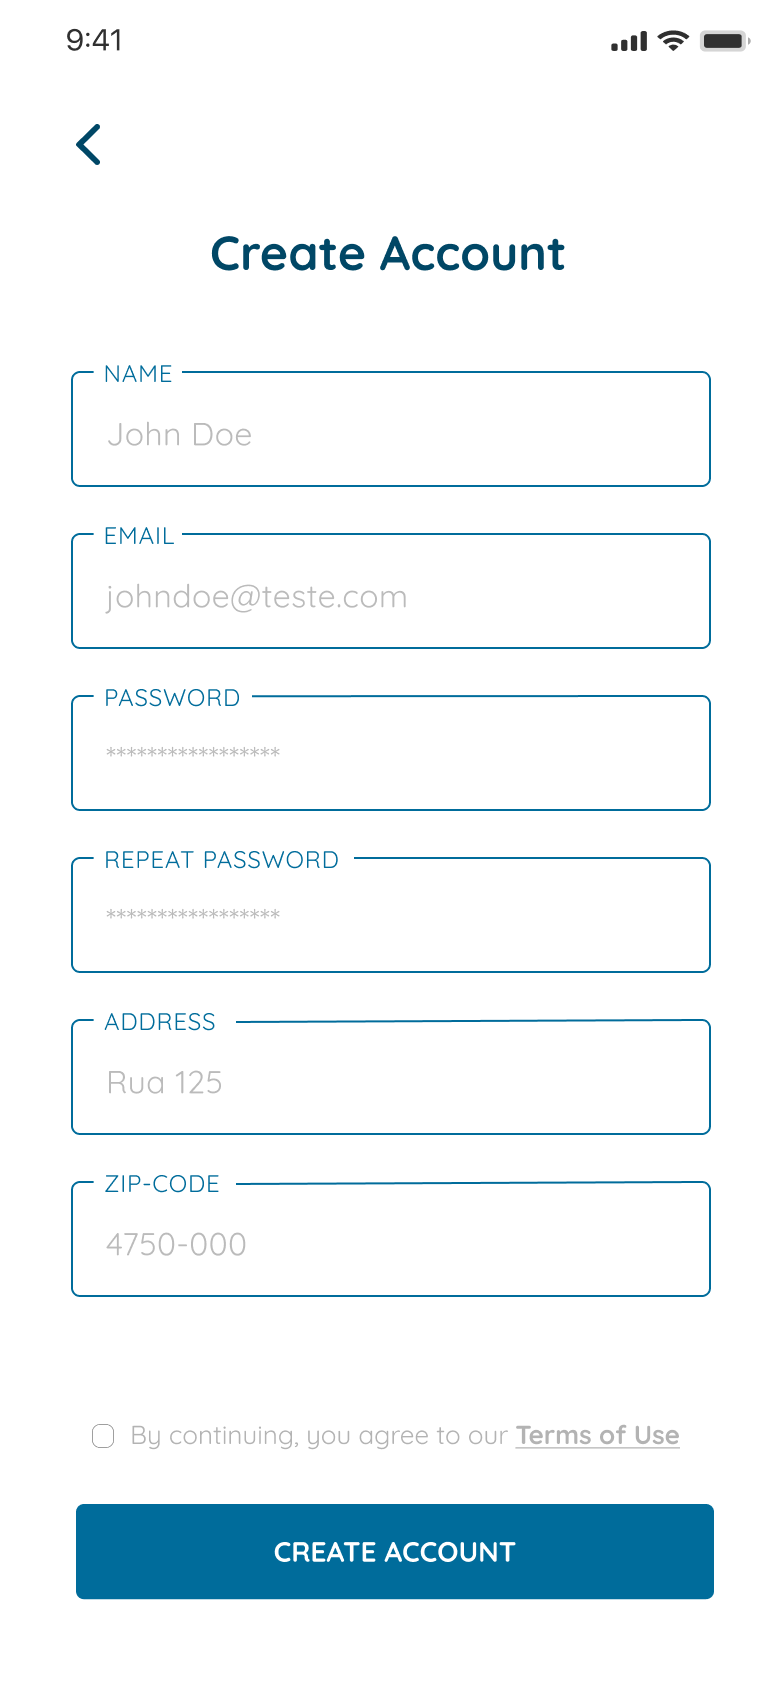 9:41
Create Account
NAME
John Doe
EMAIL
johndoe@teste.com
PASSWORD
*****************
REPEAT PASSWORD
*****************
ADDRESS
Rua 125
ZIP-CODE
4750-000
By continuing, you agree to our Terms of Use
CREATE ACCOUNT